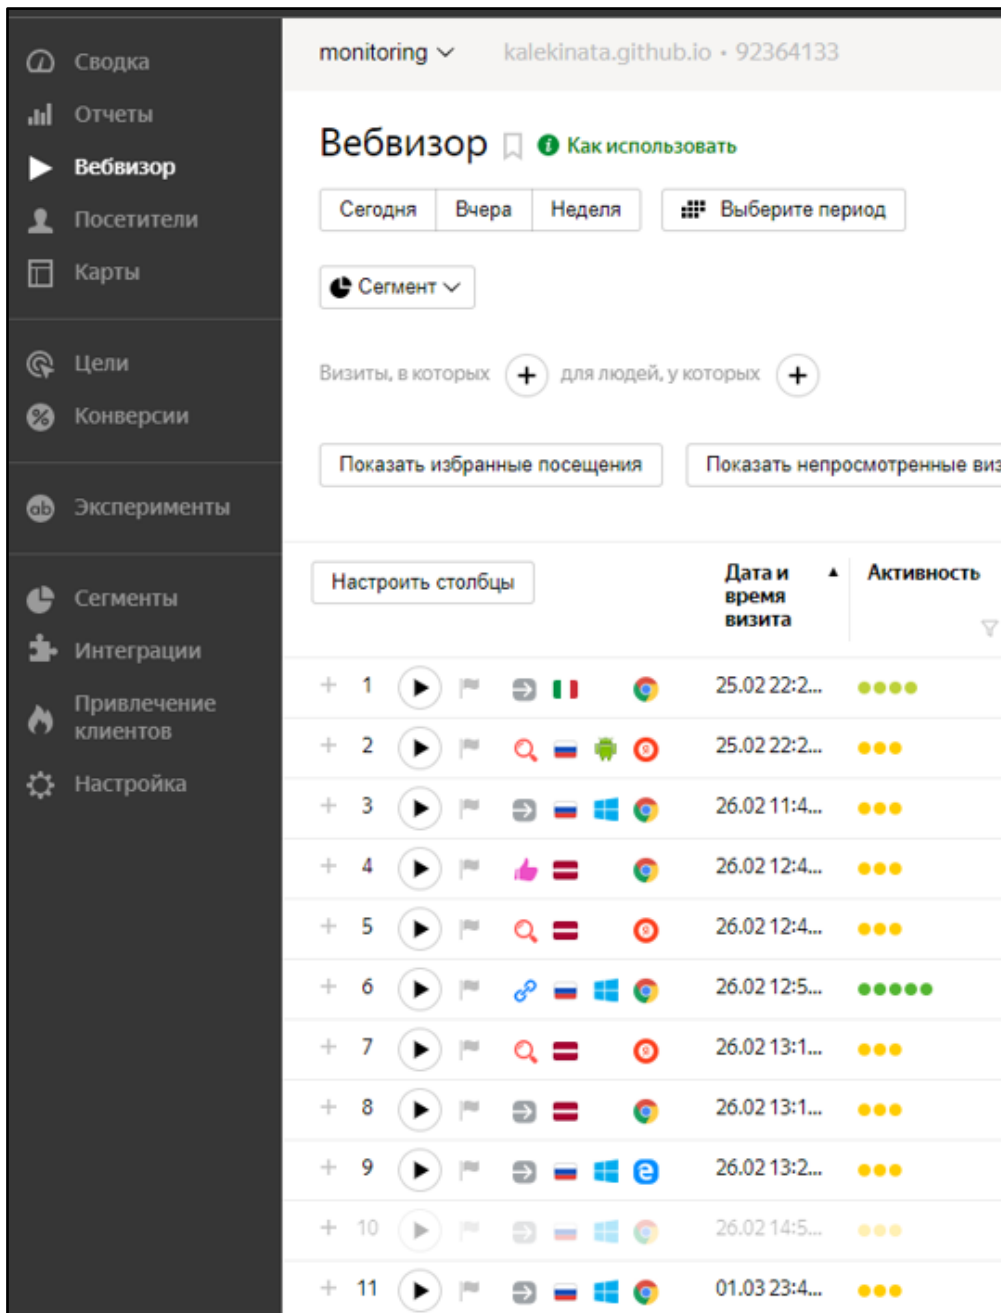 Сводка
Отчеты
Вебвизор
Посетители
Карты
Цели
Конверсии
Эксперименты
Сегменты
Интеграции
Привлечение
клиентов
Настройка
monitoring kalekinata.github.io • 92364133
Вебвизор Как использовать
Сегодня Вчера Неделя Выберите период
Сегмент
Визиты, в которых + для людей, у которых +
Показать избранные посещения Показать непросмотренные виз
Настроить столбцы Дата и Активность
время
визита
+ 1 25.02 22:2...
+ 2 25.02 22:2...
+ 3 26.02 11:4...
+ 4 26.02 12:4...
+ 5 26.02 12:4...
+ 6 26.02 12:5...
+ 7 26.02 13:1...
+ 8 26.02 13:1...
+ 9 26.02 13:2...
+ 10 26.02 14:5...
+ 11 01.03 23:4...